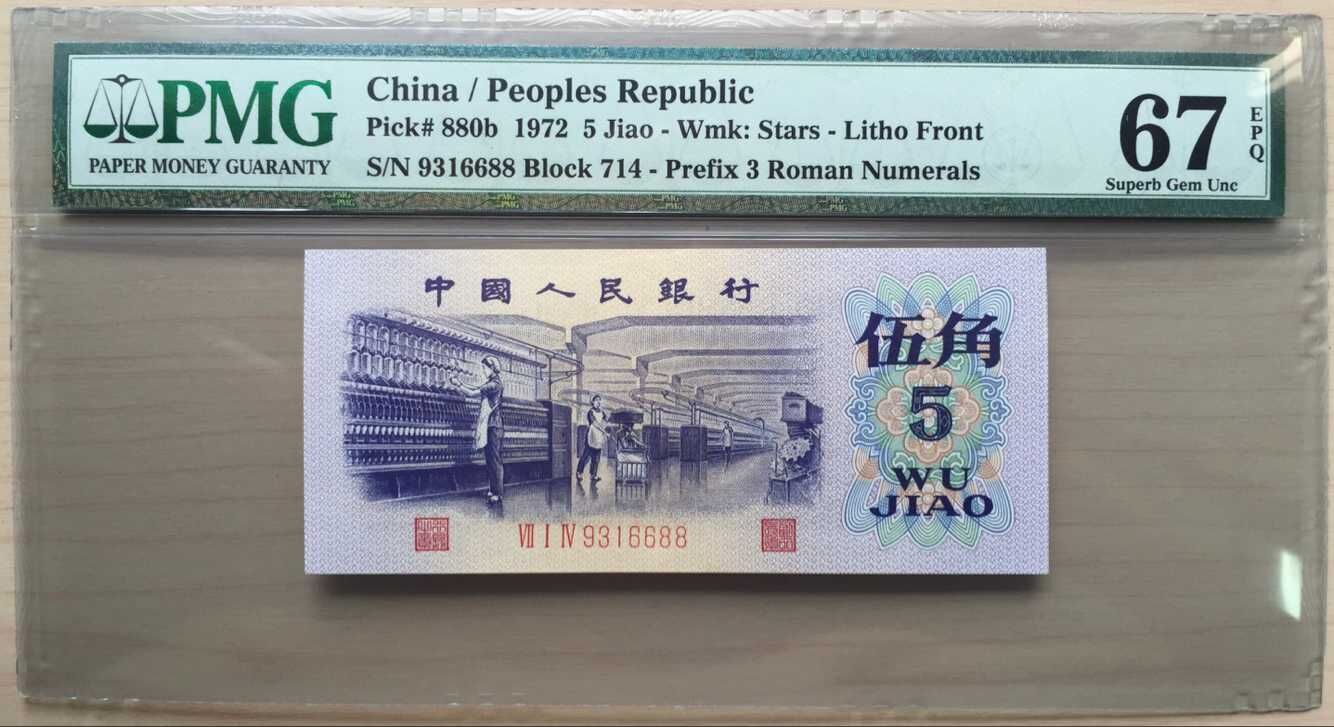 PMG
PAPER MONEY GUARANTY
China / Peoples Republic
Pick# 880b 1972 5 Jiao - Wmk: Stars - Litho Front
S/N 9316688 Block 714 - Prefix 3 Roman Numerals
67
EPQ
Superb Gem Unc
中國人民銀行
伍角
5
WU
JIAO
Ⅶ Ⅰ Ⅳ 9316688